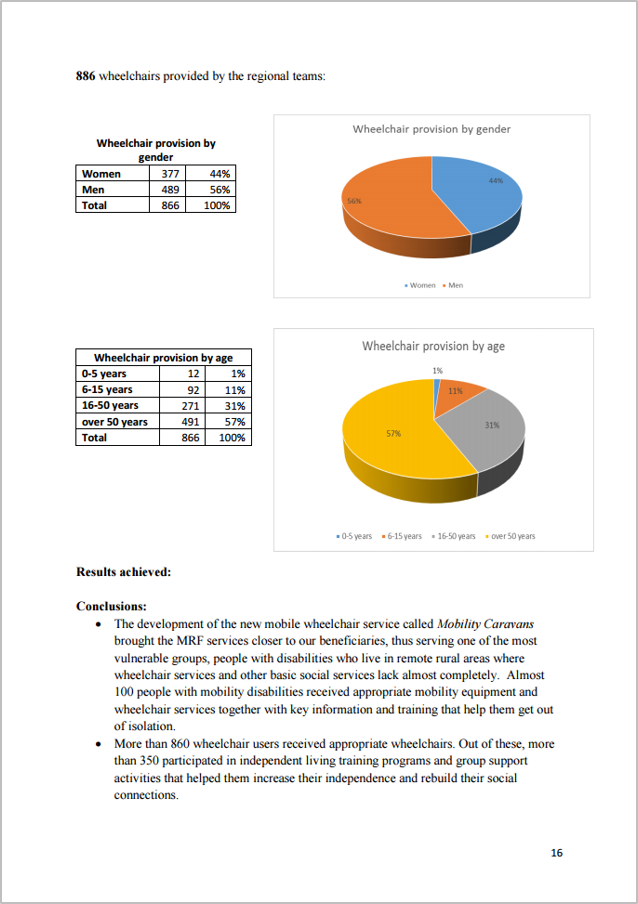 886 wheelchairs provided by the regional teams:
Wheelchair provision by
gender
Women 377 44%
Men 489 56%
Total 866 100%
Wheelchair provision by gender
44%
56%
Women Men
Wheelchair provision by age
0-5 years 12 1%
6-15 years 92 11%
16-50 years 271 31%
over 50 years 491 57%
Total 866 100%
Wheelchair provision by age
1%
11%
31%
57%
0-5 years 6-15 years 16-50 years over 50 years
Results achieved:
Conclusions:
• The development of the new mobile wheelchair service called Mobility Caravans
brought the MRF services closer to our beneficiaries, thus serving one of the most
vulnerable groups, people with disabilities who live in remote rural areas where
wheelchair services and other basic social services lack almost completely. Almost
100 people with mobility disabilities received appropriate mobility equipment and
wheelchair services together with key information and training that help them get out
of isolation.
• More than 860 wheelchair users received appropriate wheelchairs. Out of these, more
than 350 participated in independent living training programs and group support
activities that helped them increase their independence and rebuild their social
connections.
16